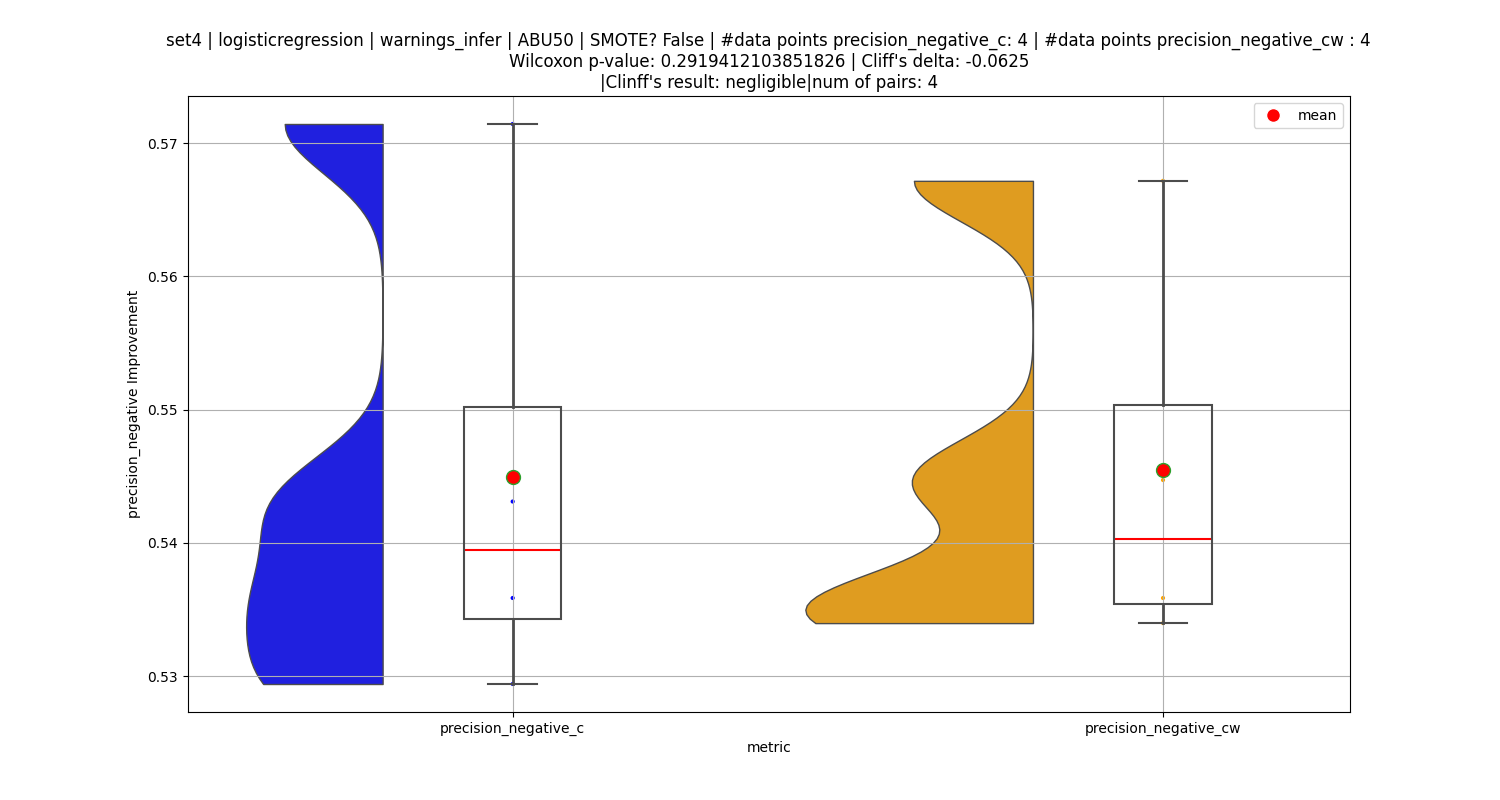 set4 | logisticregression | warnings_infer | ABU50 | SMOTE? False | #data points precision_negative_c: 4 | #data points precision_negative_cw : 4
Wilcoxon p-value: 0.2919412103851826 | Cliff's delta: -0.0625
|Clinff's result: negligible|num of pairs: 4
mean
0.57
0.56
0.55
0.54
0.53
precision_negative Improvement
precision_negative_c
precision_negative_cw
metric